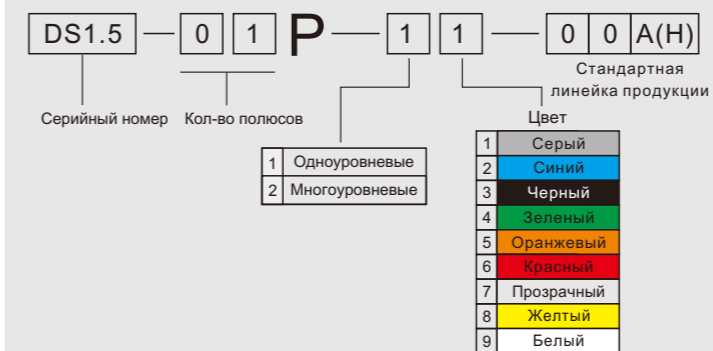 DS1.5 — 0 1 P — 1 1 — 0 0 A(H)
Стандартная
линейка продукции
Серийный номер Кол-во полюсов
Цвет
1 Одноуровневые
2 Многоуровневые
1 Серый
2 Синий
3 Черный
4 Зеленый
5 Оранжевый
6 Красный
7 Прозрачный
8 Желтый
9 Белый